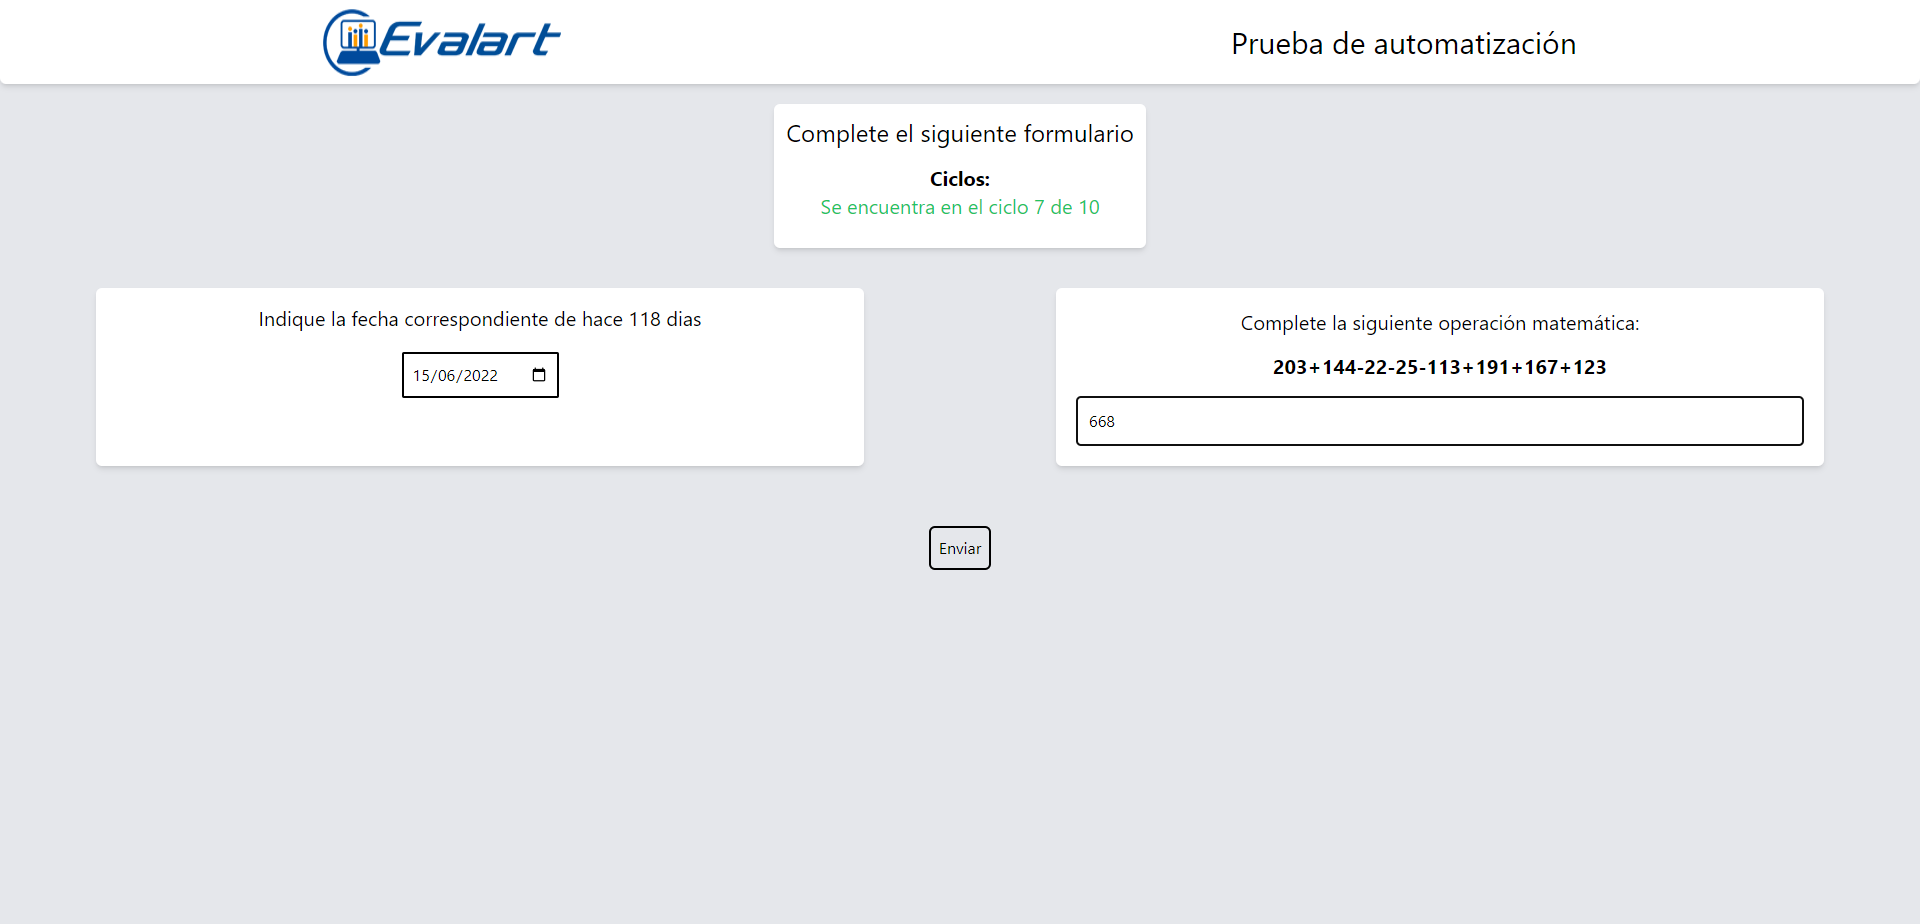 Evalart
Prueba de automatización
Complete el siguiente formulario
Ciclos:
Se encuentra en el ciclo 7 de 10
Indique la fecha correspondiente de hace 118 dias
15/06/2022
Complete la siguiente operación matemática:
203+144-22-25-113+191+167+123
668
Enviar